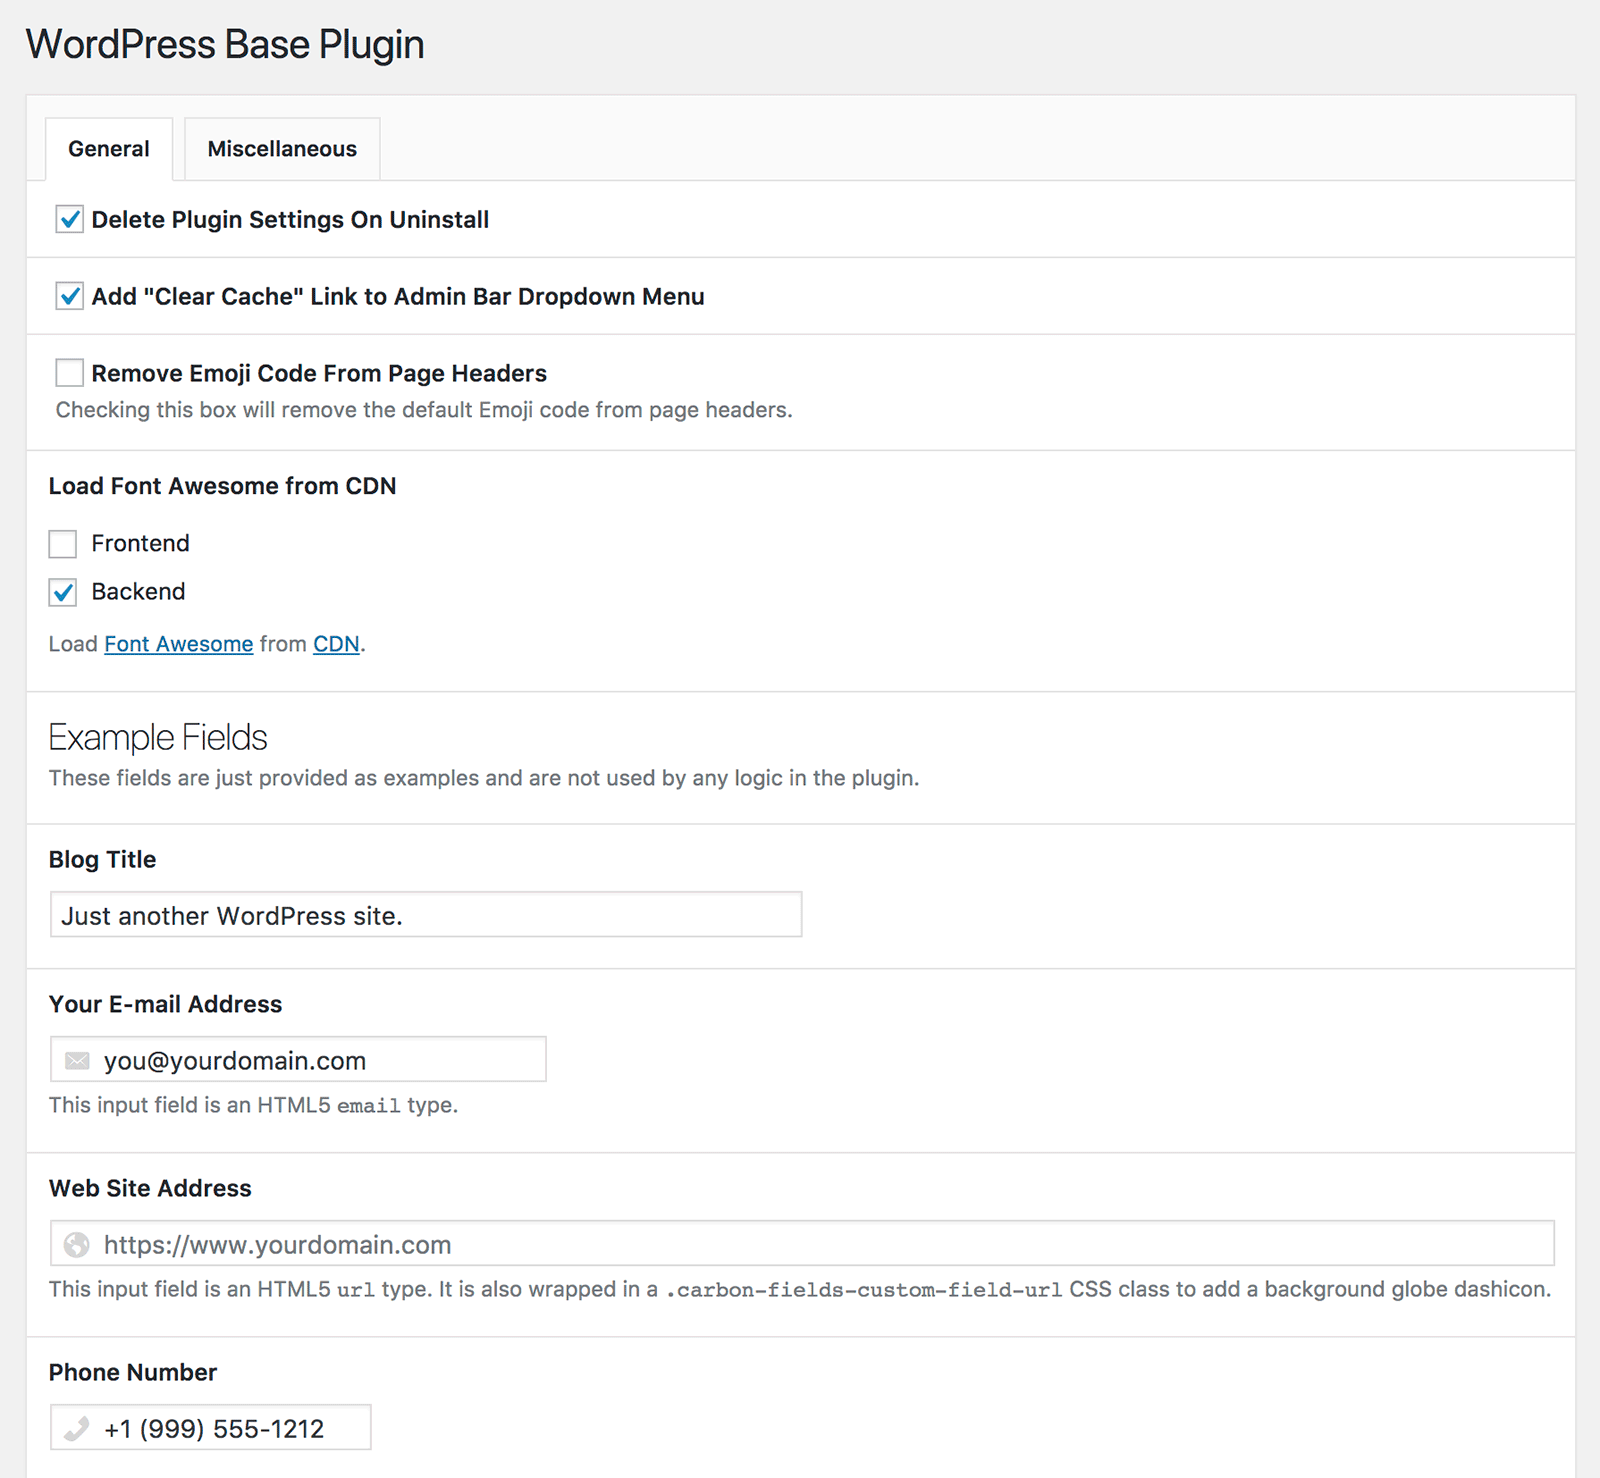 WordPress Base Plugin
General
Miscellaneous
Delete Plugin Settings On Uninstall
Add "Clear Cache" Link to Admin Bar Dropdown Menu
Remove Emoji Code From Page Headers
Checking this box will remove the default Emoji code from page headers.
Load Font Awesome from CDN
Frontend
Backend
Load Font Awesome from CDN.
Example Fields
These fields are just provided as examples and are not used by any logic in the plugin.
Blog Title
Just another WordPress site.
Your E-mail Address
you@yourdomain.com
This input field is an HTML5 email type.
Web Site Address
https://www.yourdomain.com
This input field is an HTML5 url type. It is also wrapped in a .carbon-fields-custom-field-url CSS class to add a background globe dashicon.
Phone Number
+1 (999) 555-1212